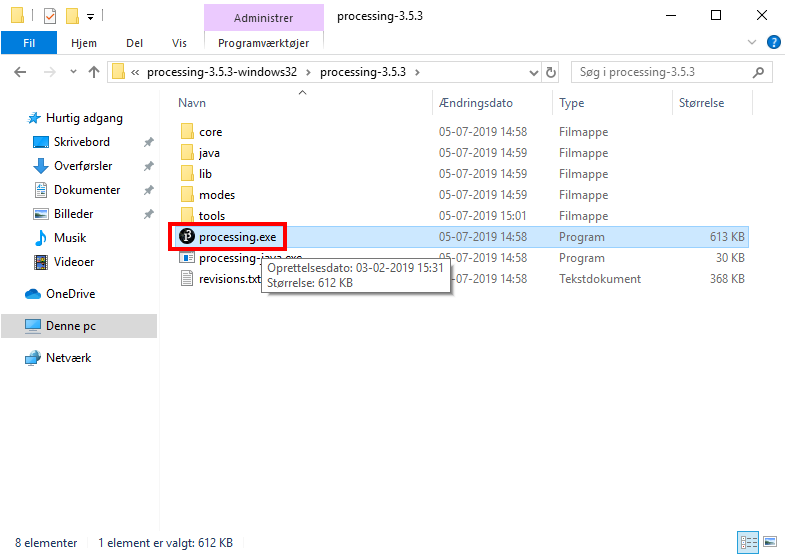 Administrer
processing-3.5.3
Fil Hjem Del Vis Programværktøjer
« processing-3.5.3-windows32 › processing-3.5.3 › Søg i processing-3.5.3
Navn Ændringsdato Type Størrelse
Hurtig adgang
Skrivebord
Overførsler
Dokumenter
Billeder
Musik
Videoer
OneDrive
Denne pc
Netværk
core 05-07-2019 14:58 Filmappe
java 05-07-2019 14:59 Filmappe
lib 05-07-2019 14:59 Filmappe
modes 05-07-2019 14:59 Filmappe
tools 05-07-2019 15:01 Filmappe
processing.exe 05-07-2019 14:58 Program 613 KB
processing-java.exe 05-07-2019 14:58 Program 30 KB
revisions.txt 05-07-2019 14:58 Tekstdokument 368 KB
Oprettelsesdato: 03-02-2019 15:31
Størrelse: 612 KB
8 elementer 1 element er valgt: 612 KB